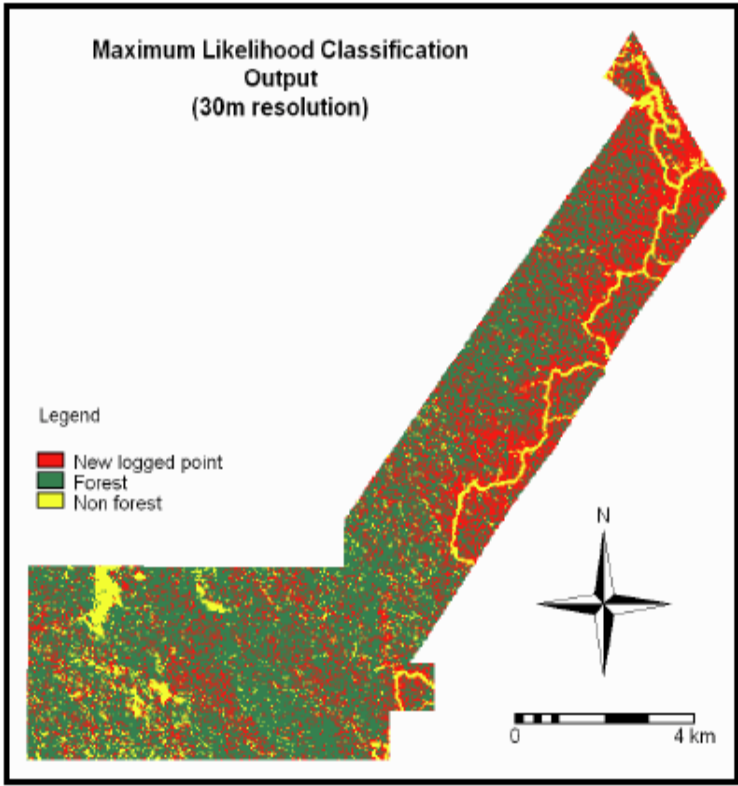 Maximum Likelihood Classification
Output
(30m resolution)
Legend
New logged point
Forest
Non forest
N
0 4 km